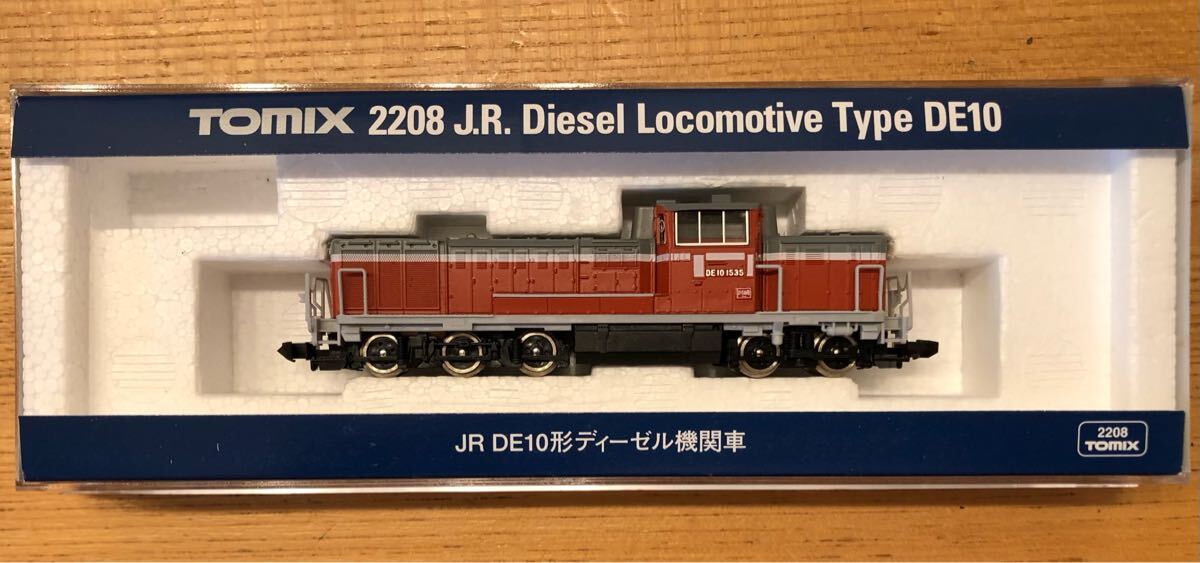 TOMIX 2208 J.R. Diesel Locomotive Type DE10
DE10 1535
JR DE10形ディーゼル機関車
2208
TOMIX